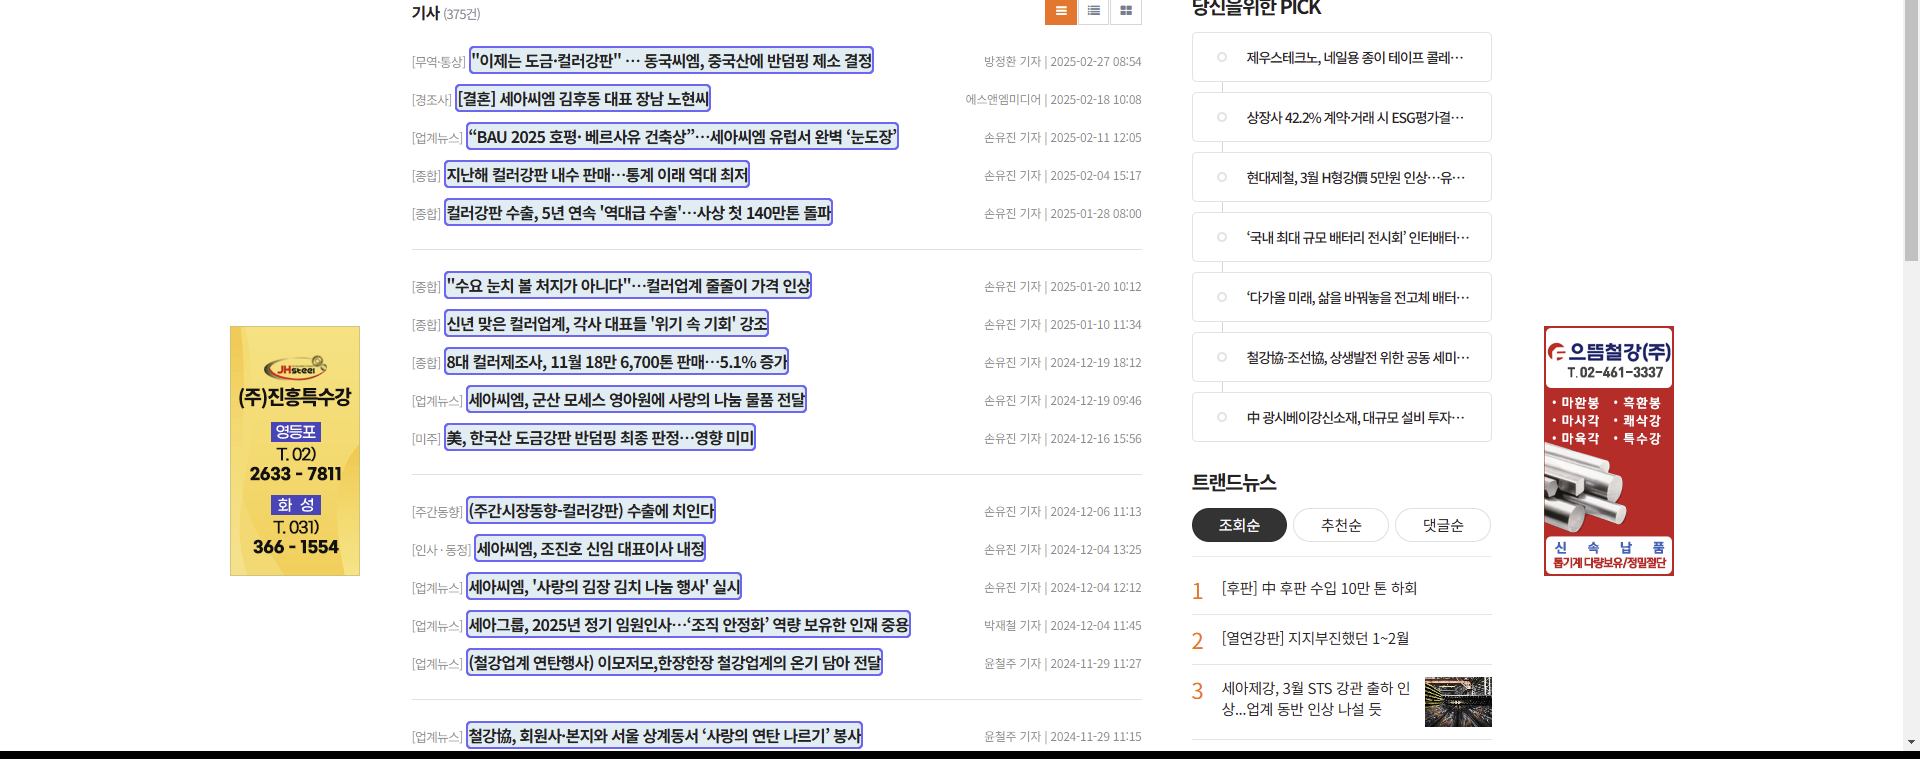 기사 (375건)
[무역·통상] "이제는 도금·컬러강판" … 동국씨엠, 중국산에 반덤핑 제소 결정 방정환 기자 | 2025-02-27 08:54
[경조사] [결혼] 세아씨엠 김후동 대표 장남 노현씨 에스앤엠미디어 | 2025-02-18 10:08
[업계뉴스] “BAU 2025 호평· 베르사유 건축상”…세아씨엠 유럽서 완벽 ‘눈도장’ 손유진 기자 | 2025-02-11 12:05
[종합] 지난해 컬러강판 내수 판매…통계 이래 역대 최저 손유진 기자 | 2025-02-04 15:17
[종합] 컬러강판 수출, 5년 연속 '역대급 수출'…사상 첫 140만톤 돌파 손유진 기자 | 2025-01-28 08:00
[종합] "수요 눈치 볼 처지가 아니다"…컬러업계 줄줄이 가격 인상 손유진 기자 | 2025-01-20 10:12
[종합] 신년 맞은 컬러업계, 각사 대표들 '위기 속 기회' 강조 손유진 기자 | 2025-01-10 11:34
[종합] 8대 컬러제조사, 11월 18만 6,700톤 판매…5.1% 증가 손유진 기자 | 2024-12-19 18:12
[업계뉴스] 세아씨엠, 군산 모세스 영아원에 사랑의 나눔 물품 전달 손유진 기자 | 2024-12-19 09:46
[미주] 美, 한국산 도금강판 반덤핑 최종 판정…영향 미미 손유진 기자 | 2024-12-16 15:56
[주간동향] (주간시장동향-컬러강판) 수출에 치인다 손유진 기자 | 2024-12-06 11:13
[인사 · 동정] 세아씨엠, 조진호 신임 대표이사 내정 손유진 기자 | 2024-12-04 13:25
[업계뉴스] 세아씨엠, '사랑의 김장 김치 나눔 행사' 실시 손유진 기자 | 2024-12-04 12:12
[업계뉴스] 세아그룹, 2025년 정기 임원인사…‘조직 안정화’ 역량 보유한 인재 중용 박재철 기자 | 2024-12-04 11:45
[업계뉴스] (철강업계 연탄행사) 이모저모,한장한장 철강업계의 온기 담아 전달 윤철주 기자 | 2024-11-29 11:27
[업계뉴스] 철강協, 회원사·본지와 서울 상계동서 ‘사랑의 연탄 나르기’ 봉사 윤철주 기자 | 2024-11-29 11:15
당신을위한 PICK
제우스테크노, 네일용 종이 테이프 콜레…
상장사 42.2% 계약·거래 시 ESG평가결…
현대제철, 3월 H형강價 5만원 인상…유…
‘국내 최대 규모 배터리 전시회’ 인터배터…
‘다가올 미래, 삶을 바꿔놓을 전고체 배터…
철강協-조선協, 상생발전 위한 공동 세미…
中 광시베이강신소재, 대규모 설비 투자…
트랜드뉴스
조회순 추천순 댓글순
1 [후판] 中 후판 수입 10만 톤 하회
2 [열연강판] 지지부진했던 1~2월
3 세아제강, 3월 STS 강관 출하 인
상...업계 동반 인상 나설 듯
JHsteel
(주)진흥특수강
영등포
T. 02)
2633 - 7811
화 성
T. 031)
366 - 1554
으뜸철강(주)
T. 02-461-3337
· 마환봉 · 흑환봉
· 마사각 · 쾌삭강
· 마육각 · 특수강
신 속 납 품
톱기계 다량보유/정밀절단